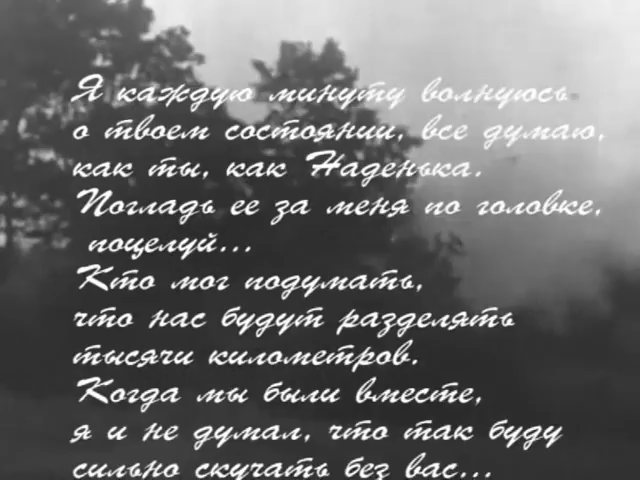 Я каждую минуту волнуюсь
о твоем состоянии, все думаю,
как ты, как Наденька.
Погладь ее за меня по головке,
поцелуй...
Кто мог подумать,
что нас будут разделять
тысячи километров.
Когда мы были вместе,
я и не думал, что так буду
сильно скучать без вас...